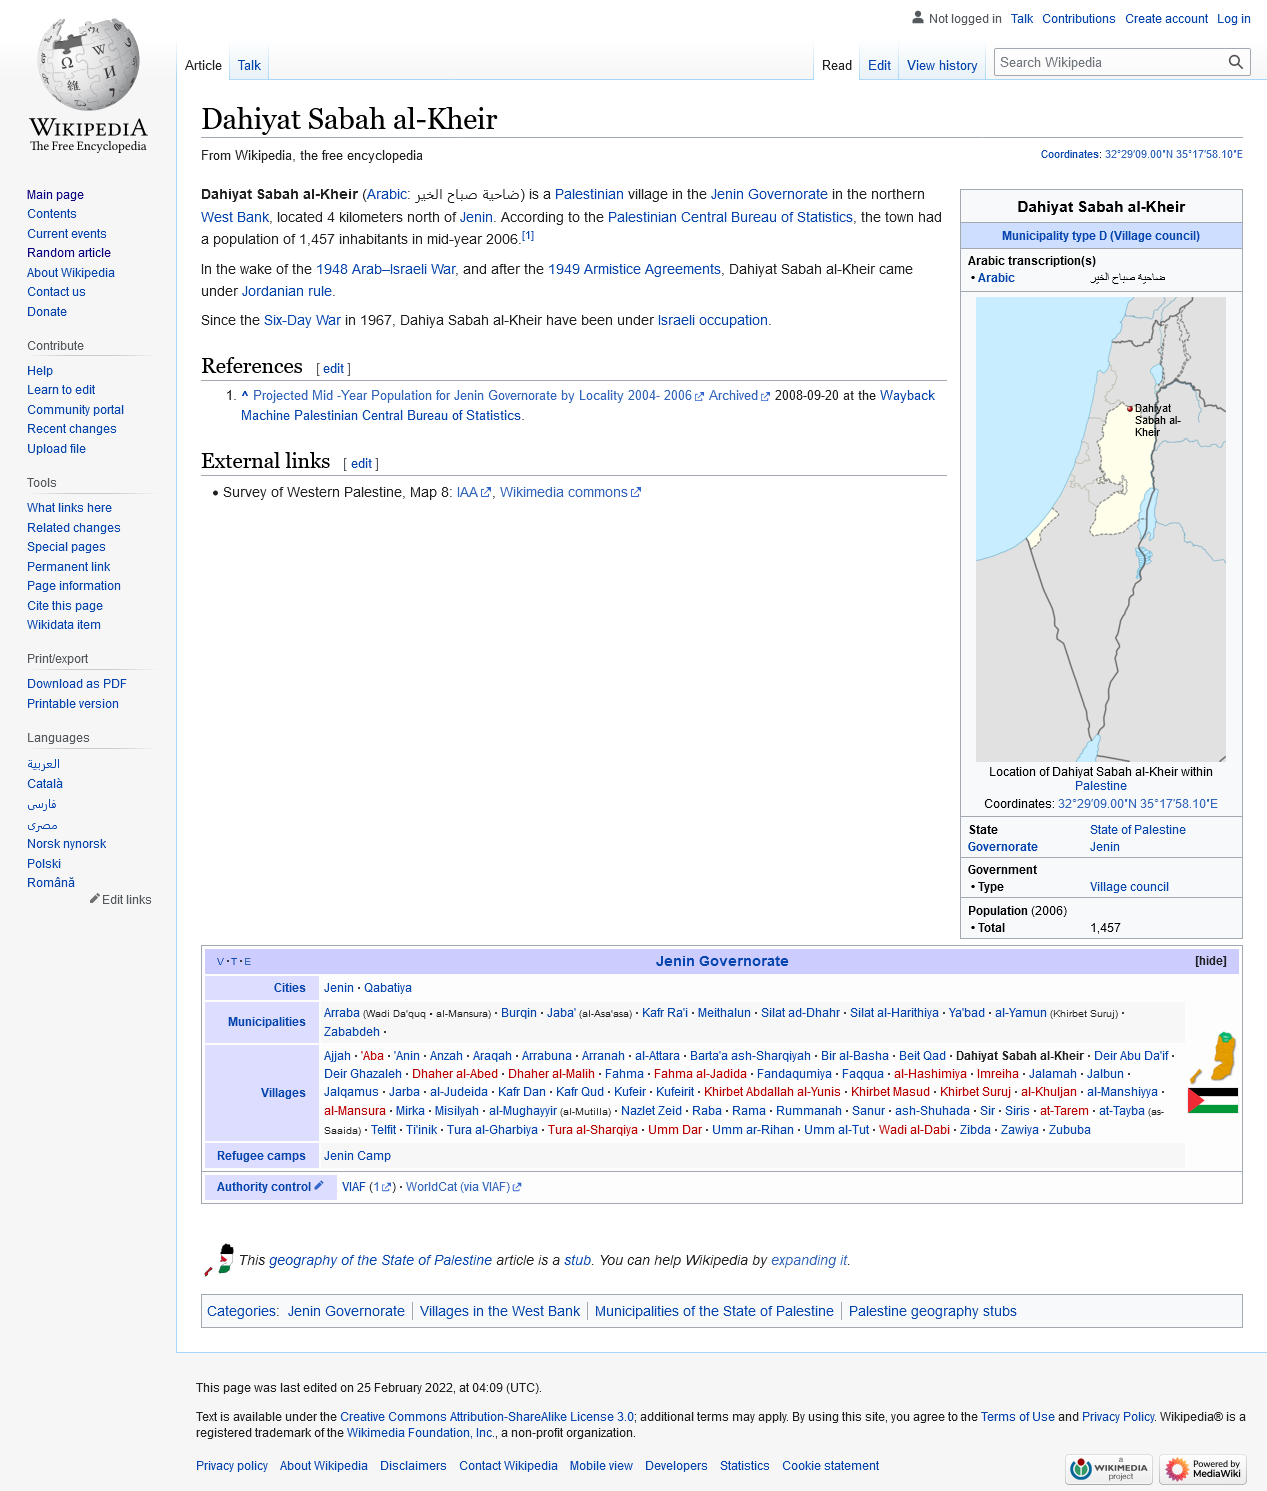 Not logged in Talk Contributions Create account Log in
Article Talk Read Edit View history Search Wikipedia
WIKIPEDIA
The Free Encyclopedia
Main page
Contents
Current events
Random article
About Wikipedia
Contact us
Donate
Contribute
Help
Learn to edit
Community portal
Recent changes
Upload file
Tools
What links here
Related changes
Special pages
Permanent link
Page information
Cite this page
Wikidata item
Print/export
Download as PDF
Printable version
Languages
العربية
Català
فارسی
مصرى
Norsk nynorsk
Polski
Română
Edit links
Dahiyat Sabah al-Kheir
From Wikipedia, the free encyclopedia
Coordinates: 32°29′09.00″N 35°17′58.10″E
Dahiyat Sabah al-Kheir (Arabic: ضاحية صباح الخير) is a Palestinian village in the Jenin Governorate in the northern
West Bank, located 4 kilometers north of Jenin. According to the Palestinian Central Bureau of Statistics, the town had
a population of 1,457 inhabitants in mid-year 2006.[1]
In the wake of the 1948 Arab–Israeli War, and after the 1949 Armistice Agreements, Dahiyat Sabah al-Kheir came
under Jordanian rule.
Since the Six-Day War in 1967, Dahiya Sabah al-Kheir have been under Israeli occupation.
References [ edit ]
1. ^ Projected Mid -Year Population for Jenin Governorate by Locality 2004- 2006 Archived 2008-09-20 at the Wayback
Machine Palestinian Central Bureau of Statistics.
External links [ edit ]
• Survey of Western Palestine, Map 8: IAA, Wikimedia commons
Dahiyat Sabah al-Kheir
Municipality type D (Village council)
Arabic transcription(s)
• Arabic ضاحية صباح الخير
Dahiyat
Sabah al-
Kheir
Location of Dahiyat Sabah al-Kheir within
Palestine
Coordinates: 32°29′09.00″N 35°17′58.10″E
State State of Palestine
Governorate Jenin
Government
• Type Village council
Population (2006)
• Total 1,457
V · T · E Jenin Governorate [hide]
Cities Jenin · Qabatiya
Municipalities Arraba (Wadi Da'quq · al-Mansura) · Burqin · Jaba' (al-Asa'asa) · Kafr Ra'i · Meithalun · Silat ad-Dhahr · Silat al-Harithiya · Ya'bad · al-Yamun (Khirbet Suruj) ·
Zababdeh ·
Villages Ajjah · 'Aba · 'Anin · Anzah · Araqah · Arrabuna · Arranah · al-Attara · Barta'a ash-Sharqiyah · Bir al-Basha · Beit Qad · Dahiyat Sabah al-Kheir · Deir Abu Da'if ·
Deir Ghazaleh · Dhaher al-Abed · Dhaher al-Malih · Fahma · Fahma al-Jadida · Fandaqumiya · Faqqua · al-Hashimiya · Imreiha · Jalamah · Jalbun ·
Jalqamus · Jarba · al-Judeida · Kafr Dan · Kafr Qud · Kufeir · Kufeirit · Khirbet Abdallah al-Yunis · Khirbet Masud · Khirbet Suruj · al-Khuljan · al-Manshiyya ·
al-Mansura · Mirka · Misilyah · al-Mughayyir (al-Mutilla) · Nazlet Zeid · Raba · Rama · Rummanah · Sanur · ash-Shuhada · Sir · Siris · at-Tarem · at-Tayba (as-
Saaida) · Telfit · Ti'inik · Tura al-Gharbiya · Tura al-Sharqiya · Umm Dar · Umm ar-Rihan · Umm al-Tut · Wadi al-Dabi · Zibda · Zawiya · Zububa
Refugee camps Jenin Camp
Authority control VIAF (1) · WorldCat (via VIAF)
This geography of the State of Palestine article is a stub. You can help Wikipedia by expanding it.
Categories: Jenin Governorate | Villages in the West Bank | Municipalities of the State of Palestine | Palestine geography stubs
This page was last edited on 25 February 2022, at 04:09 (UTC).
Text is available under the Creative Commons Attribution-ShareAlike License 3.0; additional terms may apply. By using this site, you agree to the Terms of Use and Privacy Policy. Wikipedia® is a
registered trademark of the Wikimedia Foundation, Inc., a non-profit organization.
Privacy policy About Wikipedia Disclaimers Contact Wikipedia Mobile view Developers Statistics Cookie statement
a
WIKIMEDIA
project
Powered by
MediaWiki